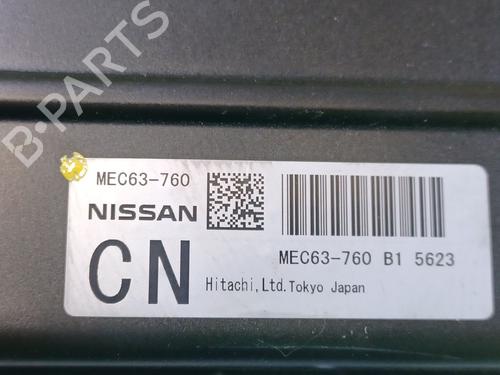 B-PARTS
MEC63-760
NISSAN
CN
MEC63-760 B1 5623
Hitachi,Ltd.Tokyo Japan